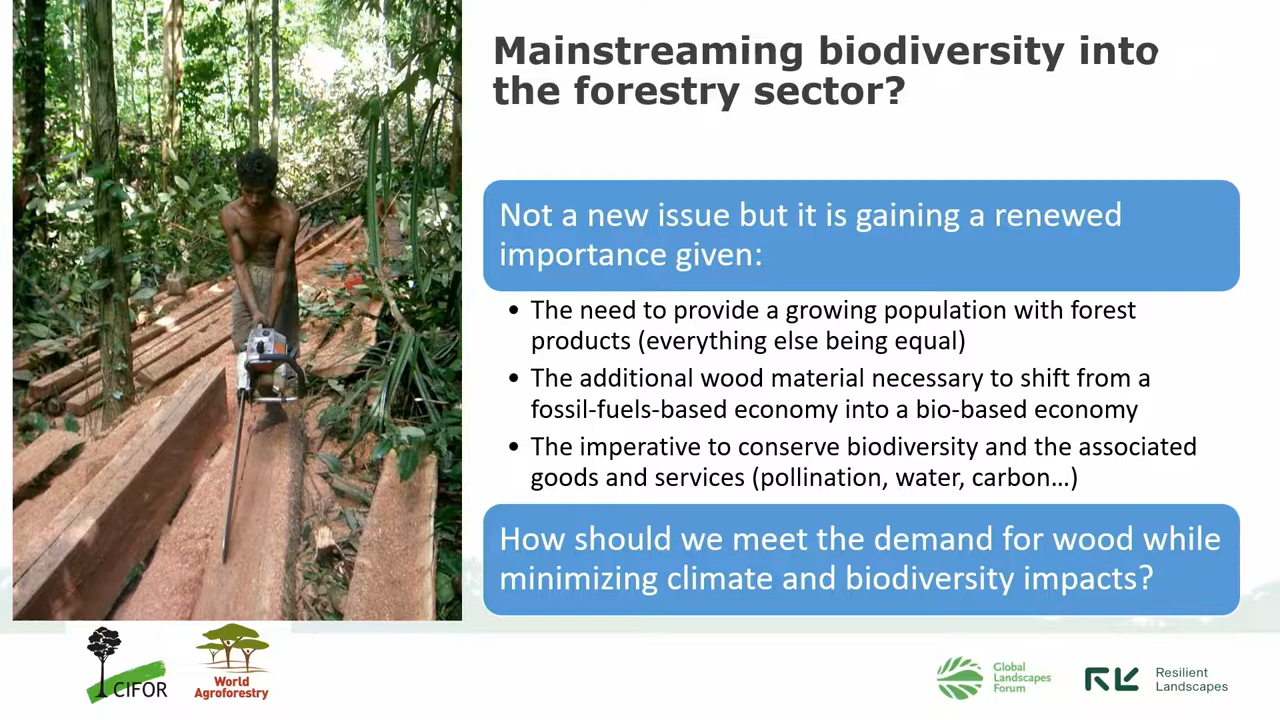 Mainstreaming biodiversity into
the forestry sector?
Not a new issue but it is gaining a renewed
importance given:
• The need to provide a growing population with forest
products (everything else being equal)
• The additional wood material necessary to shift from a
fossil-fuels-based economy into a bio-based economy
• The imperative to conserve biodiversity and the associated
goods and services (pollination, water, carbon…)
How should we meet the demand for wood while
minimizing climate and biodiversity impacts?
CIFOR
World
Agroforestry
Global
Landscapes
Forum
Resilient
Landscapes